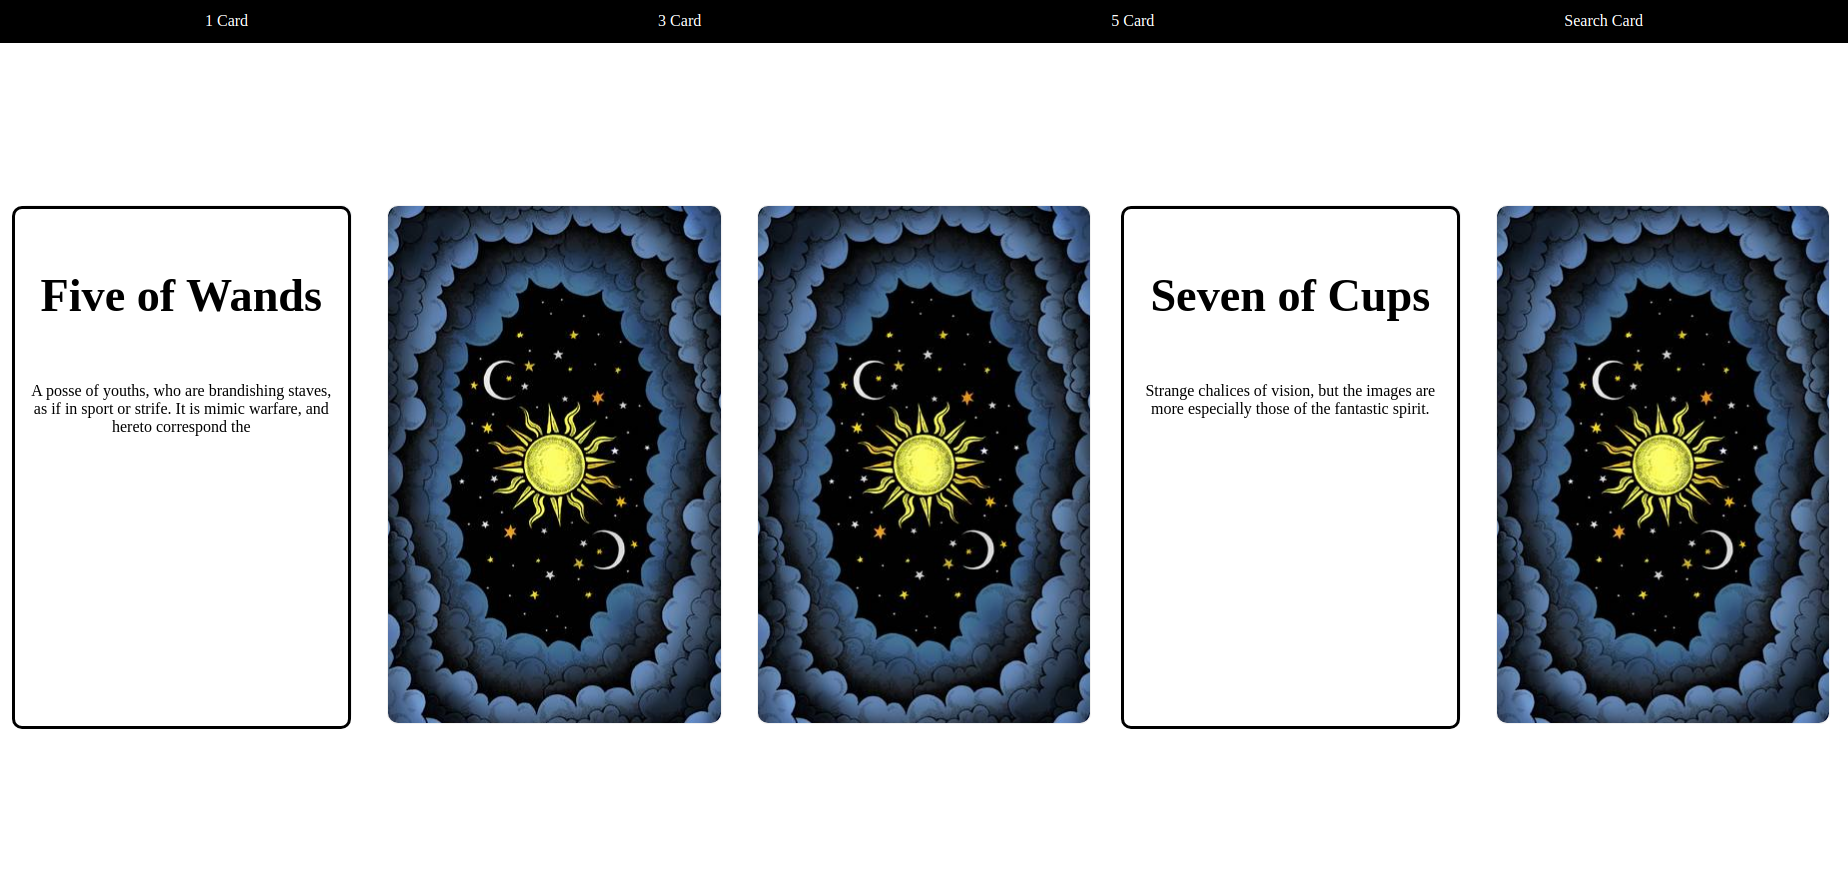 1 Card
3 Card
5 Card
Search Card
Five of Wands
A posse of youths, who are brandishing staves,
as if in sport or strife. It is mimic warfare, and
hereto correspond the
Seven of Cups
Strange chalices of vision, but the images are
more especially those of the fantastic spirit.